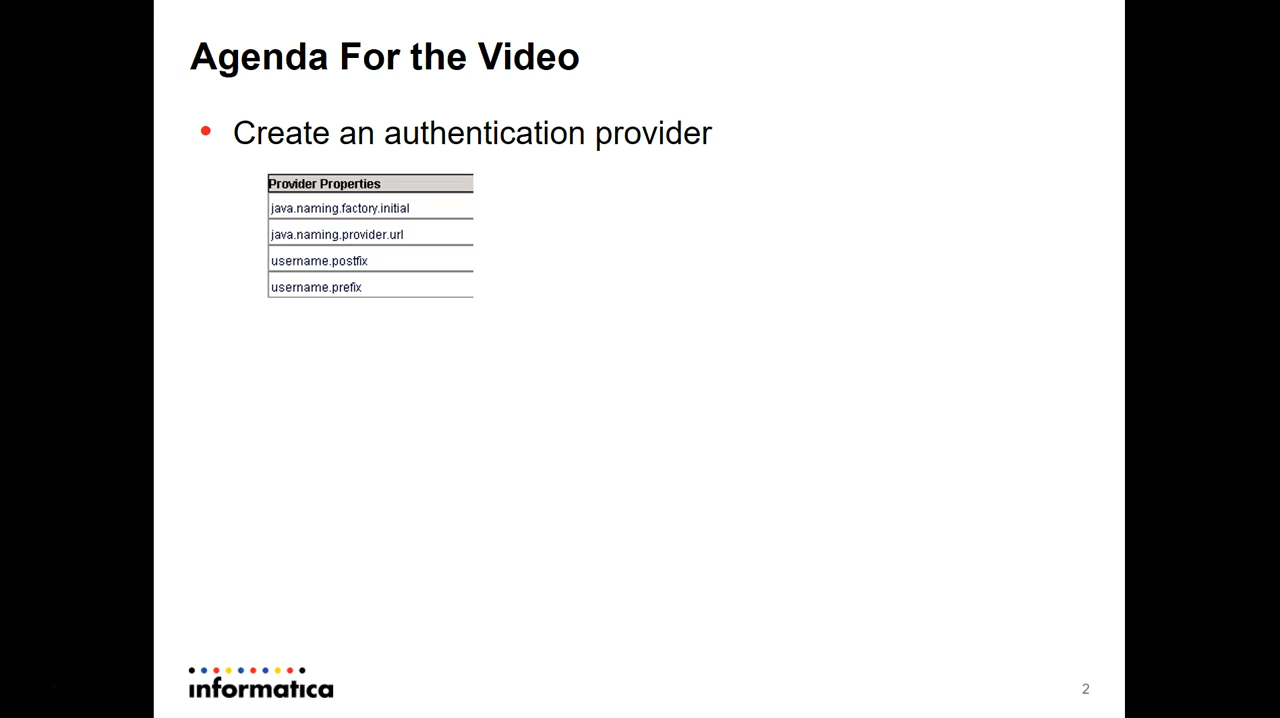 Agenda For the Video
• Create an authentication provider
Provider Properties
java.naming.factory.initial
java.naming.provider.url
username.postfix
username.prefix
informatica
2